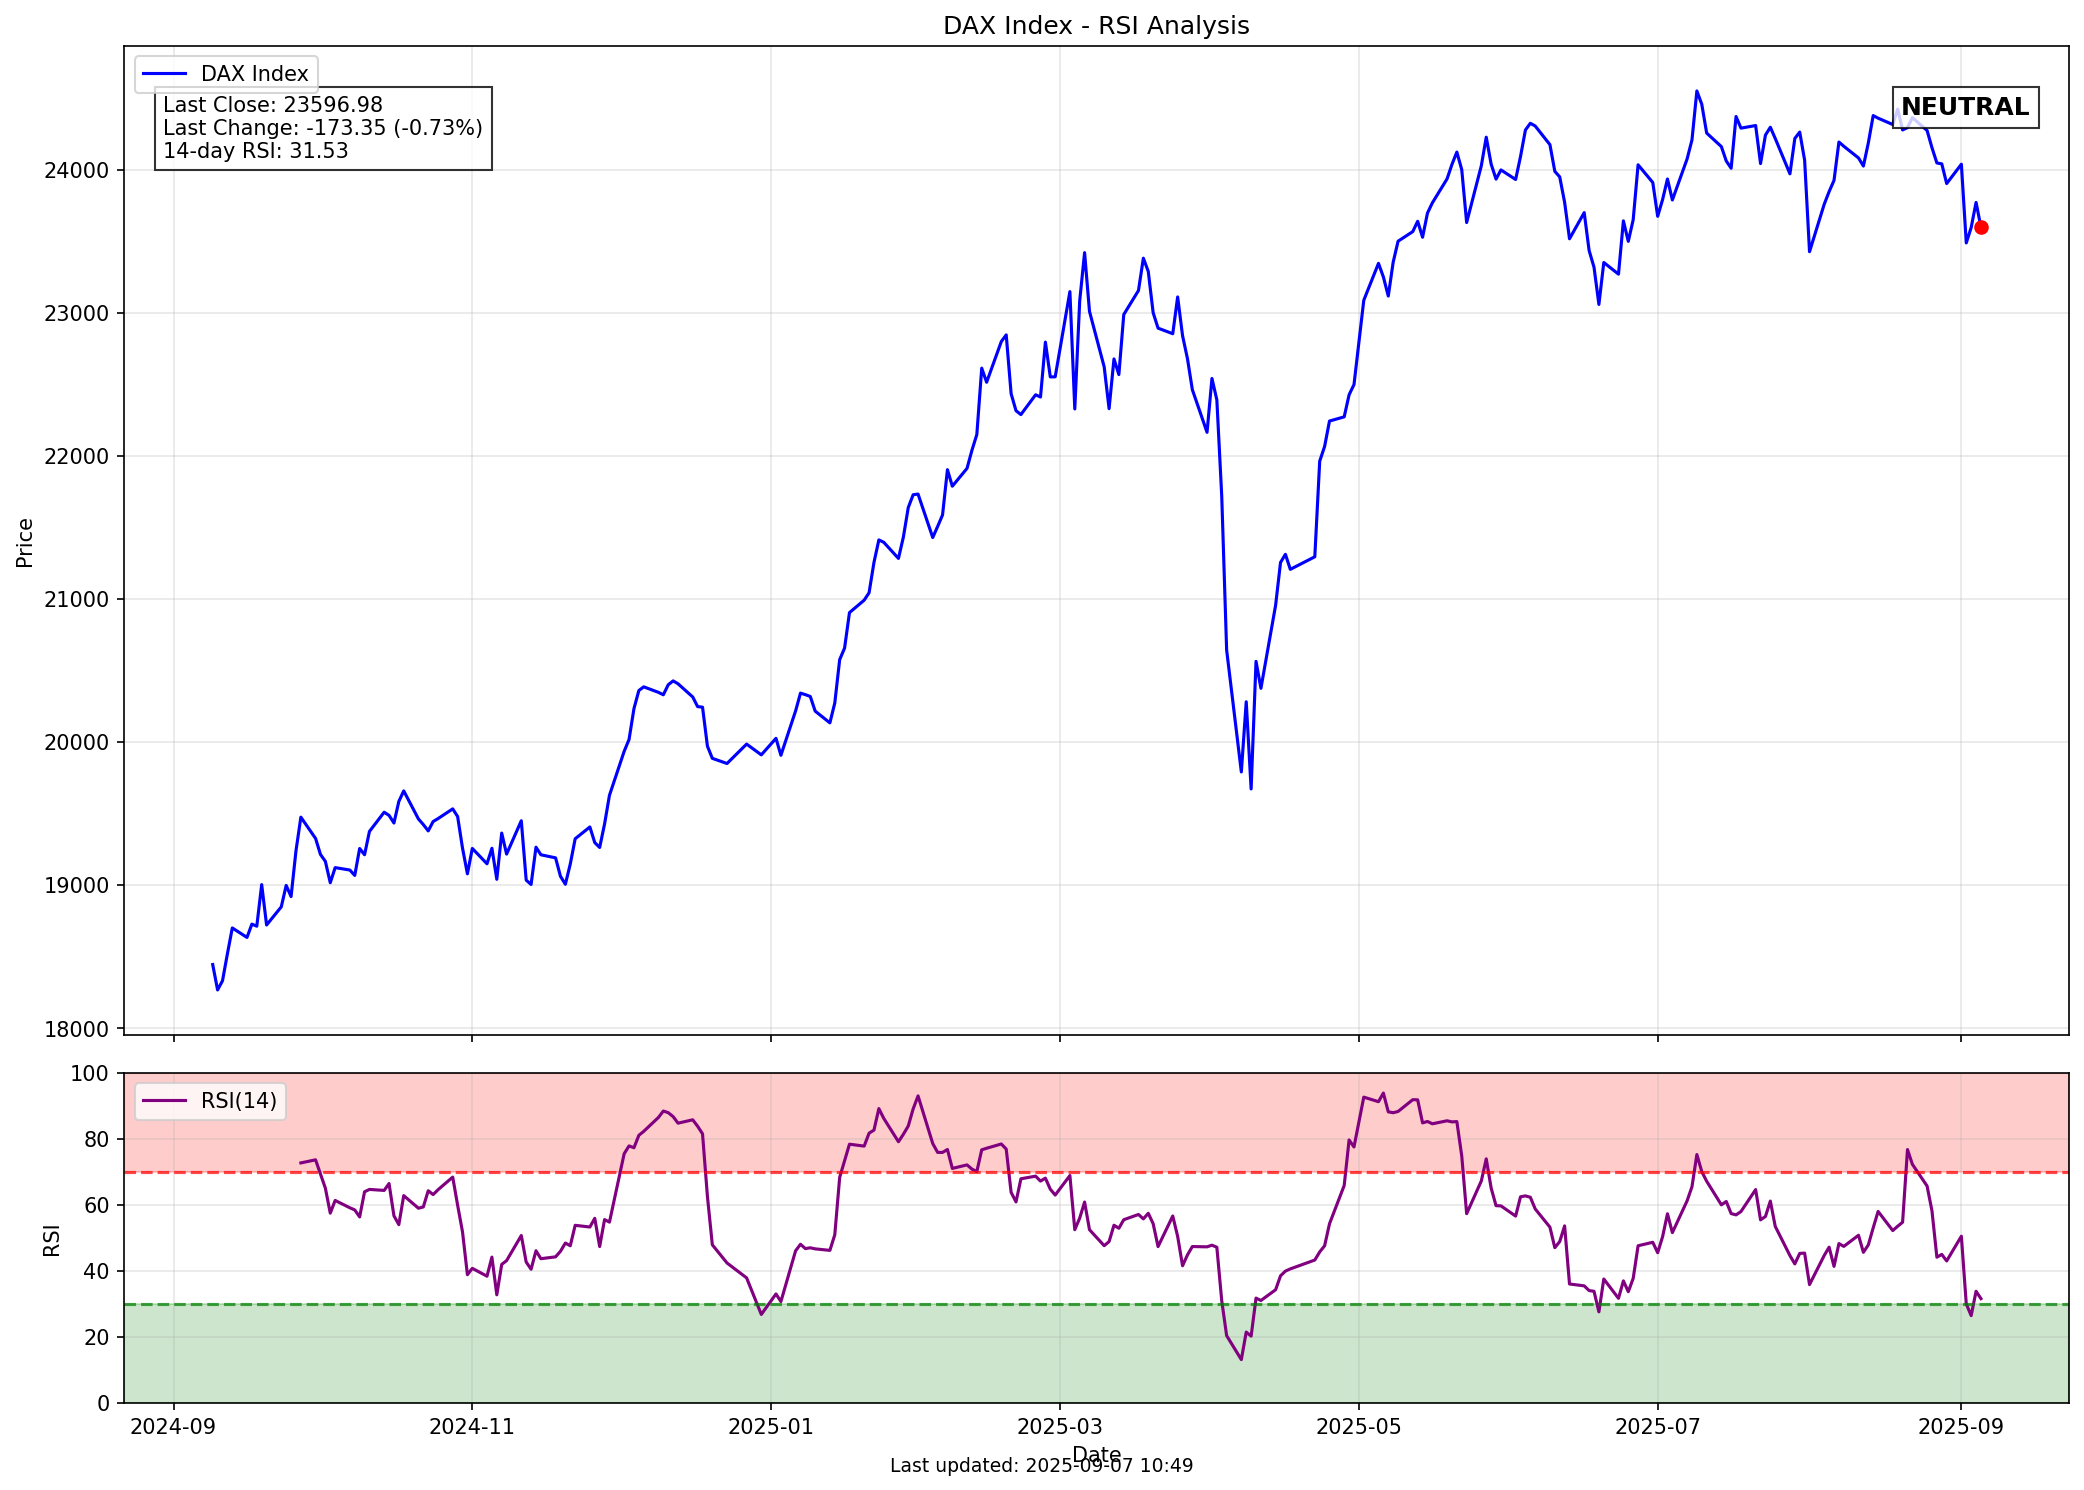 DAX Index - RSI Analysis
DAX Index
Last Close: 23596.98
Last Change: -173.35 (-0.73%)
14-day RSI: 31.53
NEUTRAL
Price
24000
23000
22000
21000
20000
19000
18000
RSI(14)
RSI
100
80
60
40
20
0
2024-09
2024-11
2025-01
2025-03
2025-05
2025-07
2025-09
Date
Last updated: 2025-09-07 10:49